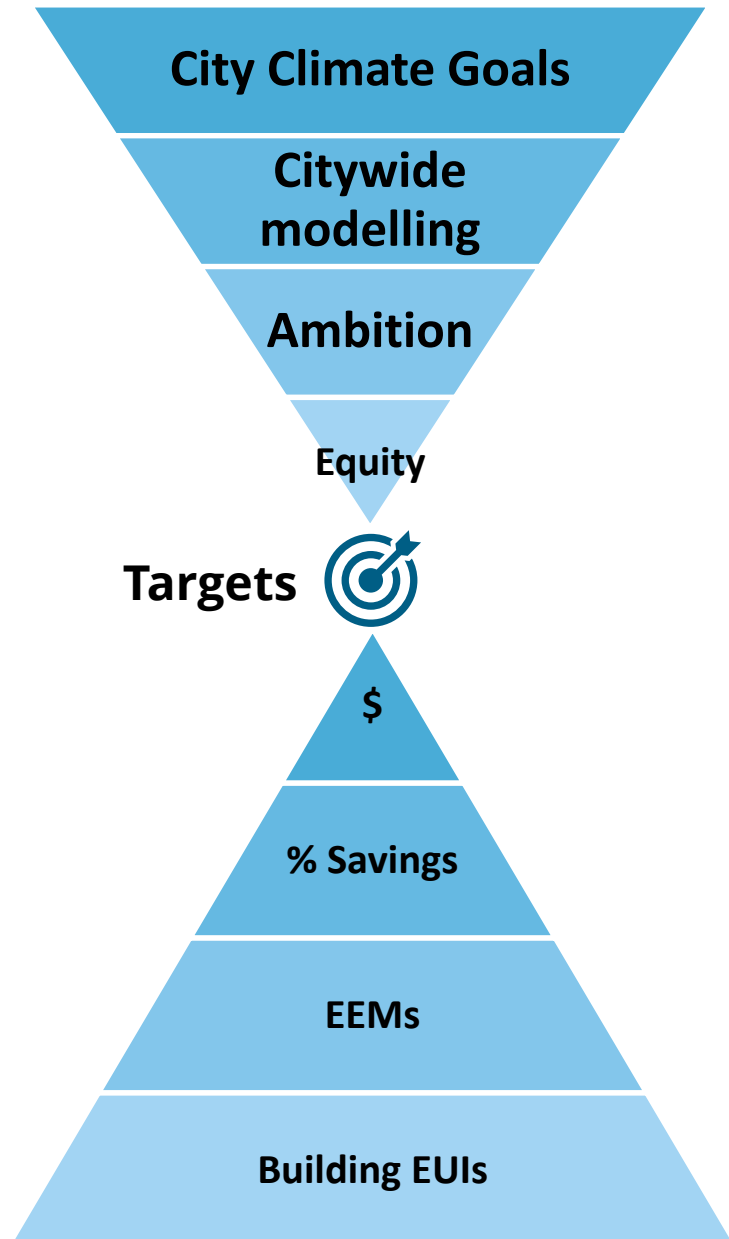 City Climate Goals
Citywide
modelling
Ambition
Equity
Targets
$
% Savings
EEMs
Building EUIs